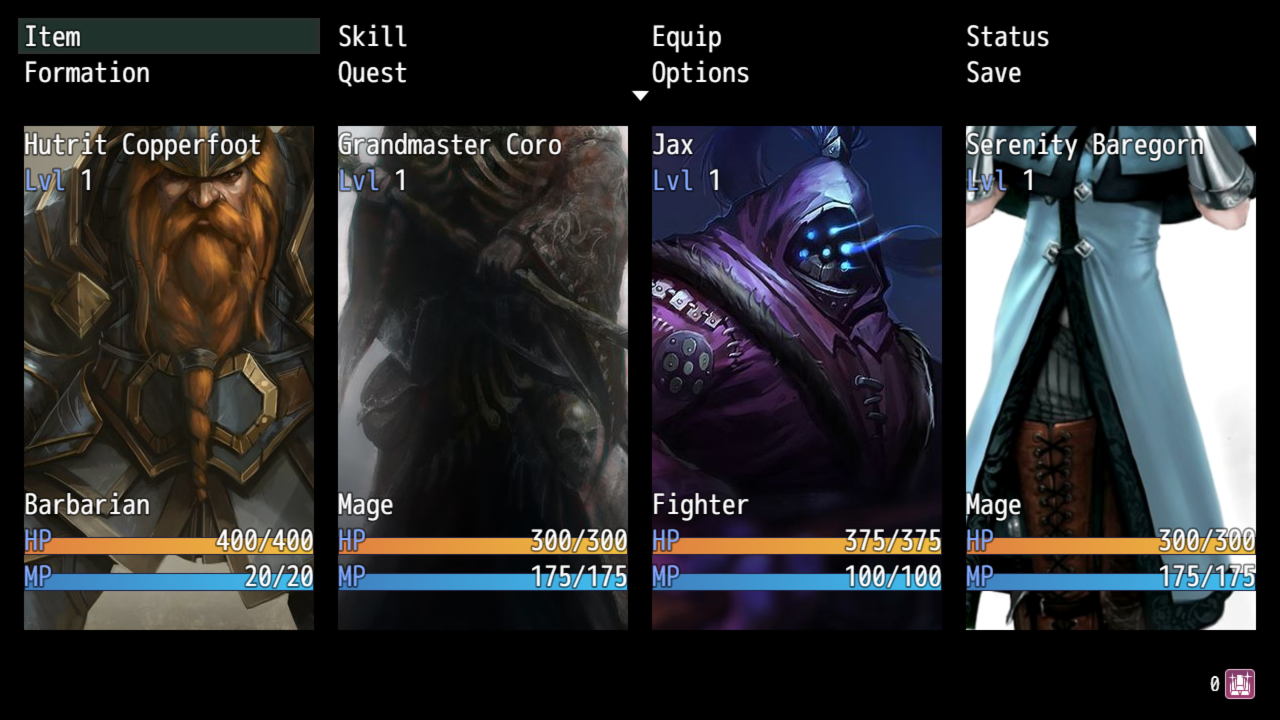 Item Skill Equip Status
Formation Quest Options Save
Hutrit Copperfoot
Lvl 1
Barbarian
HP 400/400
MP 20/20
Grandmaster Coro
Lvl 1
Mage
HP 300/300
MP 175/175
Jax
Lvl 1
Fighter
HP 375/375
MP 100/100
Serenity Baregorn
Lvl 1
Mage
HP 300/300
MP 175/175
0